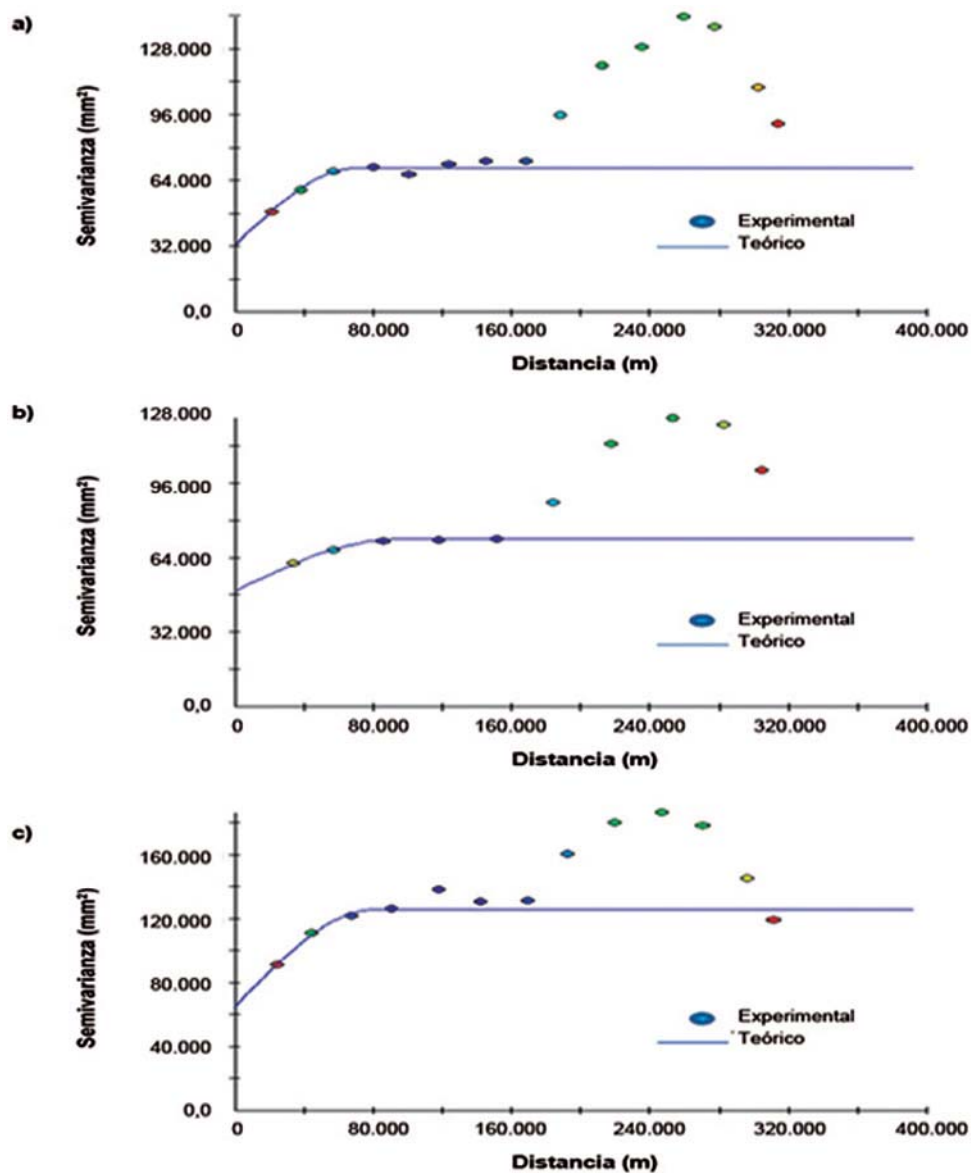 a)
Semivarianza (mm²)
128.000
96.000
64.000
32.000
0,0
Experimental
Teórico
0 80.000 160.000 240.000 320.000 400.000
Distancia (m)
b)
Semivarianza (mm²)
128.000
96.000
64.000
32.000
0,0
Experimental
Teórico
0 80.000 160.000 240.000 320.000 400.000
Distancia (m)
c)
Semivarianza (mm²)
160.000
120.000
80.000
40.000
0,0
Experimental
Teórico
0 80.000 160.000 240.000 320.000 400.000
Distancia (m)